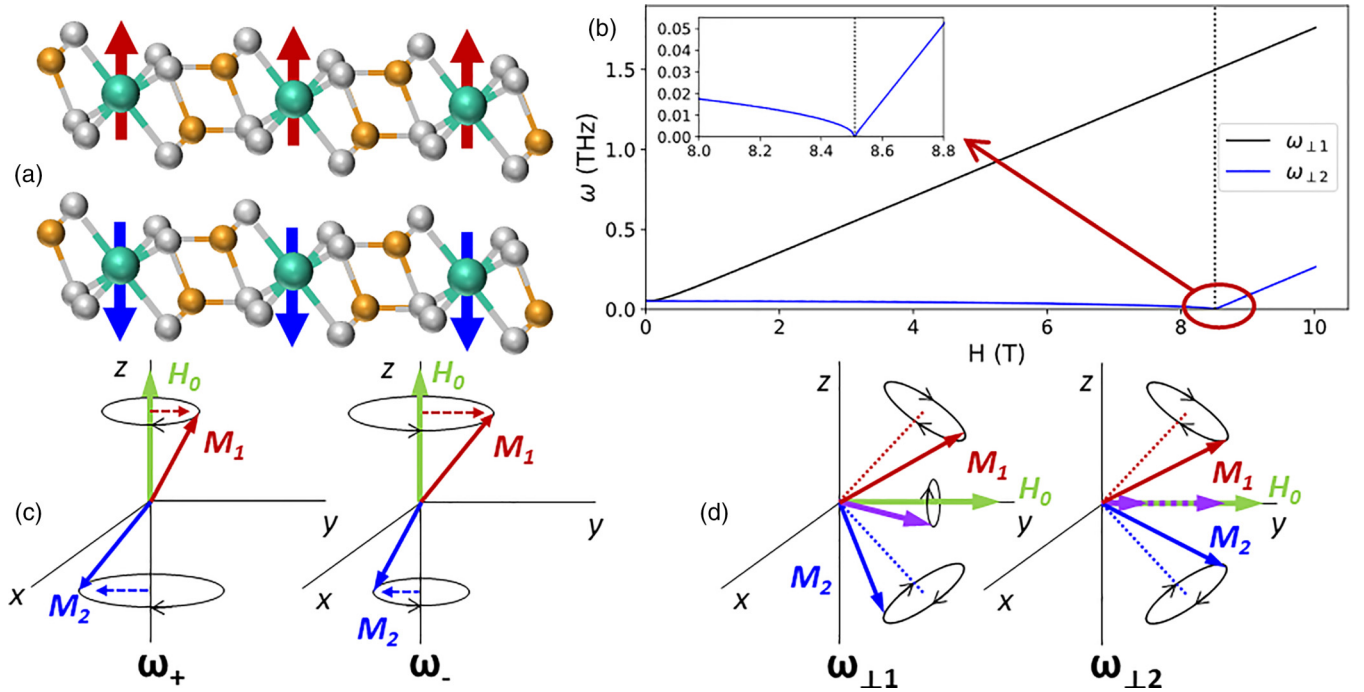 (a)
(b)
0.05
0.04
0.03
0.02
0.01
0.00
8.0 8.2 8.4 8.6 8.8
1.5
1.0
0.5
0.0
ω (THz)
0 2 4 6 8 10
H (T)
ω⊥1
ω⊥2
(c)
z
H₀
M₁
y
x
M₂
ω₊
z
H₀
M₁
y
x
M₂
ω₋
(d)
z
M₁
H₀
y
M₂
x
ω⊥1
z
M₁
H₀
y
M₂
x
ω⊥2